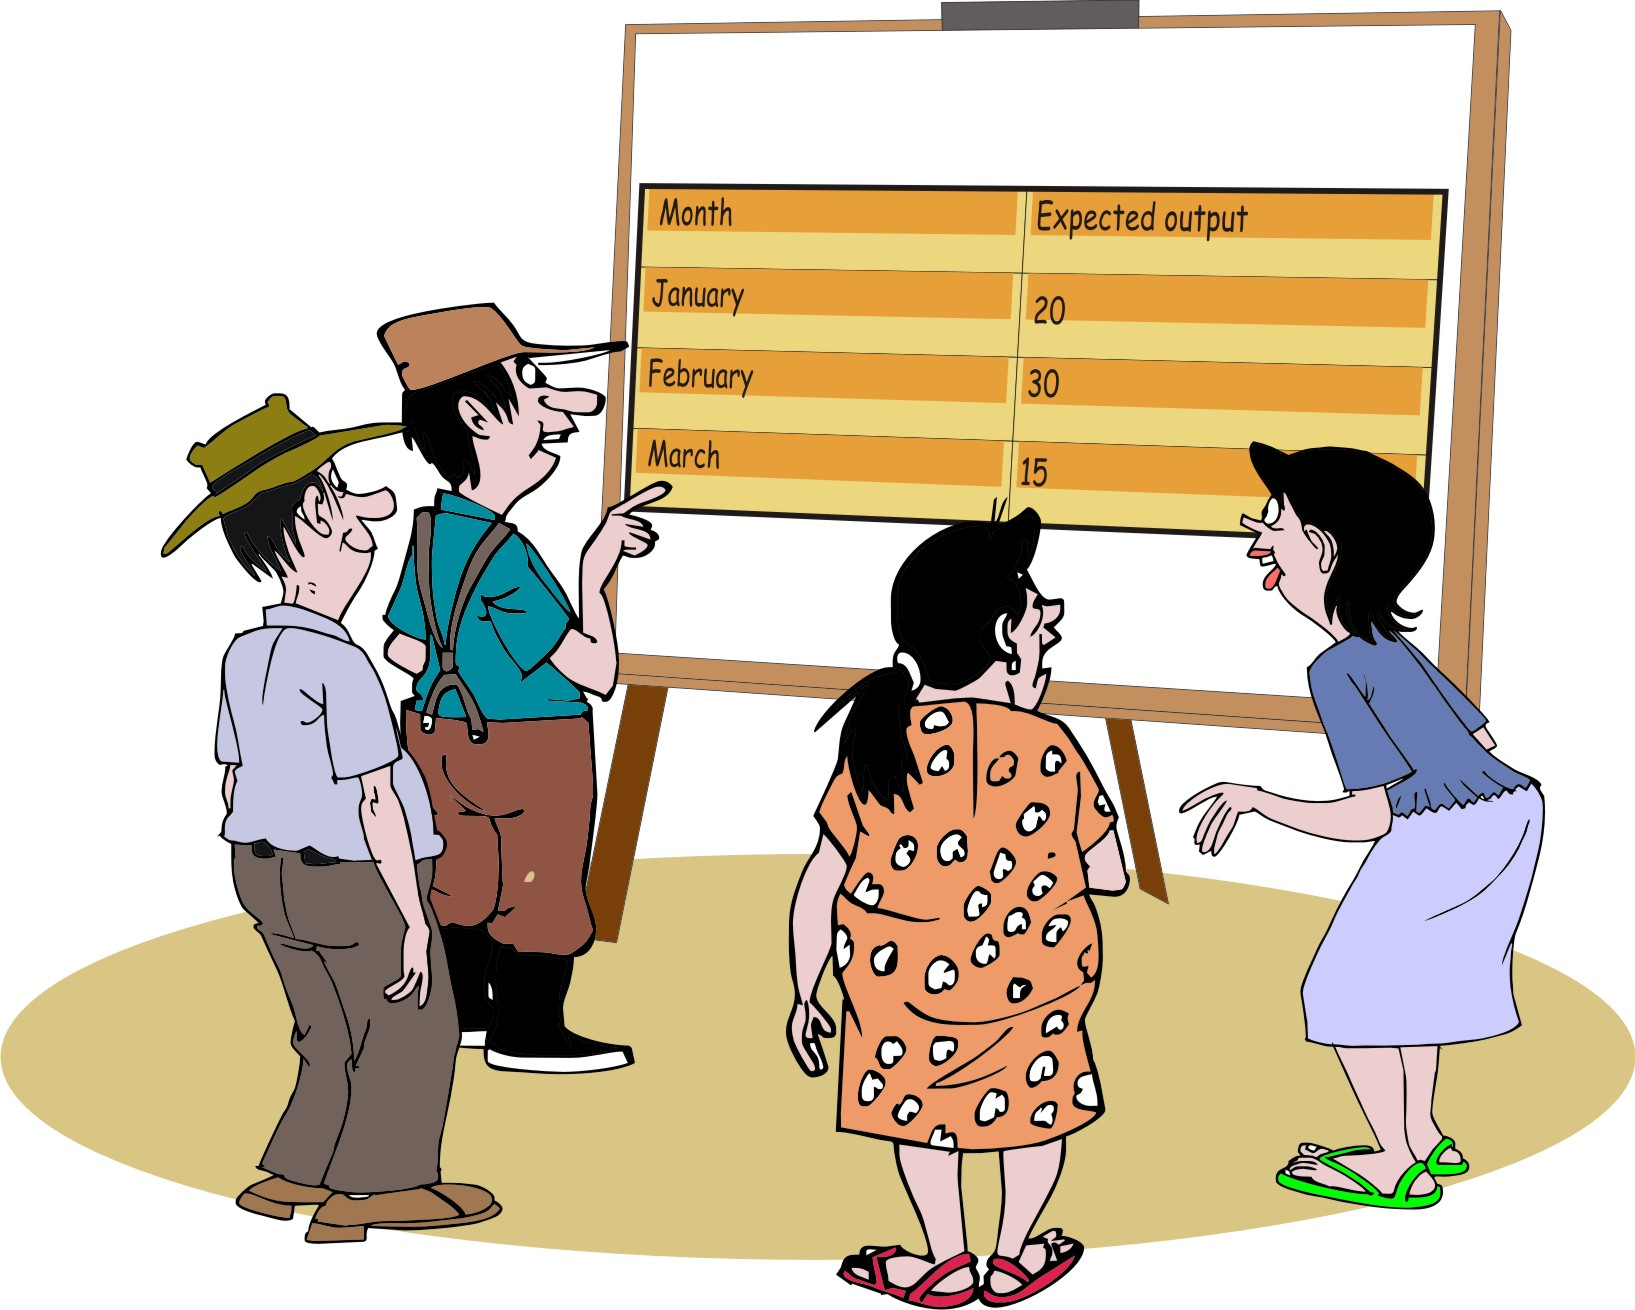 Month Expected output
January 20
February 30
March 15